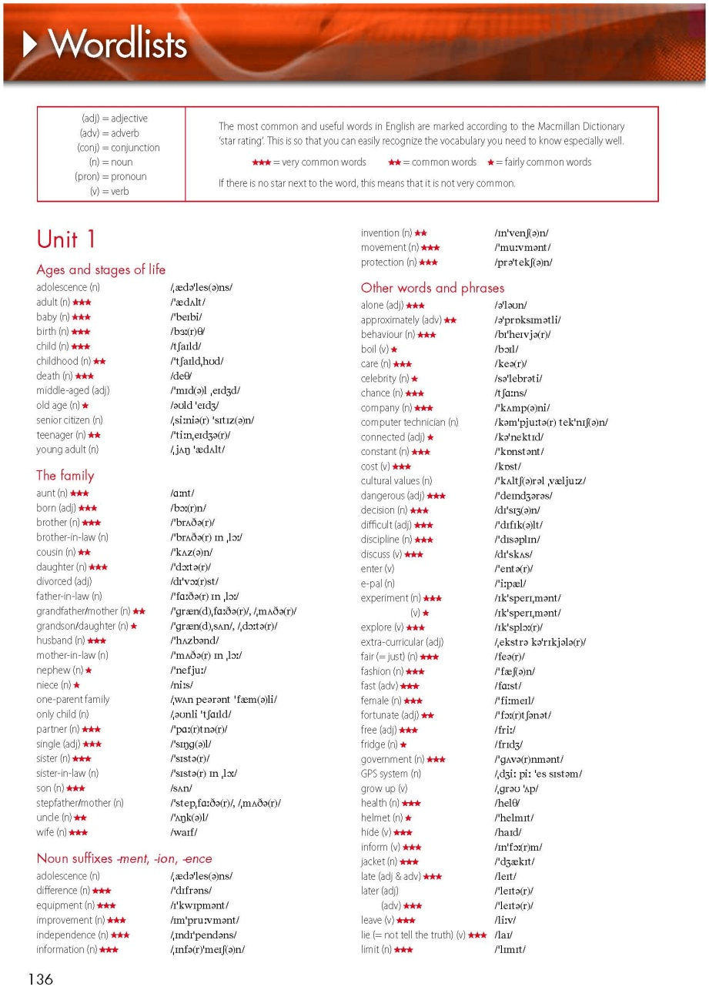 Wordlists
(adj) = adjective
(adv) = adverb
(conj) = conjunction
(n) = noun
(pron) = pronoun
(v) = verb
The most common and useful words in English are marked according to the Macmillan Dictionary
‘star rating’. This is so that you can easily recognize the vocabulary you need to know especially well.
★★★ = very common words ★★ = common words ★ = fairly common words
If there is no star next to the word, this means that it is not very common.
Unit 1
Ages and stages of life
adolescence (n) /ˌædəˈles(ə)ns/
adult (n) ★★★ /ˈædʌlt/
baby (n) ★★★ /ˈbeɪbi/
birth (n) ★★★ /bɜː(r)θ/
child (n) ★★★ /tʃaɪld/
childhood (n) ★★ /ˈtʃaɪldˌhʊd/
death (n) ★★★ /deθ/
middle-aged (adj) /ˈmɪd(ə)l ˌeɪdʒd/
old age (n) ★ /əʊld ˈeɪdʒ/
senior citizen (n) /ˌsiːniə(r) ˈsɪtɪz(ə)n/
teenager (n) ★★ /ˈtiːnˌeɪdʒə(r)/
young adult (n) /ˌjʌŋ ˈædʌlt/
The family
aunt (n) ★★★ /ɑːnt/
born (adj) ★★★ /bɔː(r)n/
brother (n) ★★★ /ˈbrʌðə(r)/
brother-in-law (n) /ˈbrʌðə(r) ɪn ˌlɔː/
cousin (n) ★★ /ˈkʌz(ə)n/
daughter (n) ★★★ /ˈdɔːtə(r)/
divorced (adj) /dɪˈvɔː(r)st/
father-in-law (n) /ˈfɑːðə(r) ɪn ˌlɔː/
grandfather/mother (n) ★★ /ˈɡræn(d)ˌfɑːðə(r)/, /ˌmʌðə(r)/
grandson/daughter (n) ★ /ˈɡræn(d)ˌsʌn/, /ˌdɔːtə(r)/
husband (n) ★★★ /ˈhʌzbənd/
mother-in-law (n) /ˈmʌðə(r) ɪn ˌlɔː/
nephew (n) ★ /ˈnefjuː/
niece (n) ★ /niːs/
one-parent family /ˌwʌn peərənt ˈfæm(ə)li/
only child (n) /ˌəʊnli ˈtʃaɪld/
partner (n) ★★★ /ˈpɑː(r)tnə(r)/
single (adj) ★★★ /ˈsɪŋɡ(ə)l/
sister (n) ★★★ /ˈsɪstə(r)/
sister-in-law (n) /ˈsɪstə(r) ɪn ˌlɔː/
son (n) ★★★ /sʌn/
stepfather/mother (n) /ˈstepˌfɑːðə(r)/, /ˌmʌðə(r)/
uncle (n) ★★ /ˈʌŋk(ə)l/
wife (n) ★★★ /waɪf/
Noun suffixes -ment, -ion, -ence
adolescence (n) /ˌædəˈles(ə)ns/
difference (n) ★★★ /ˈdɪfrəns/
equipment (n) ★★★ /ɪˈkwɪpmənt/
improvement (n) ★★★ /ɪmˈpruːvmənt/
independence (n) ★★★ /ˌɪndɪˈpendəns/
information (n) ★★★ /ˌɪnfə(r)ˈmeɪʃ(ə)n/
invention (n) ★★ /ɪnˈvenʃ(ə)n/
movement (n) ★★★ /ˈmuːvmənt/
protection (n) ★★★ /prəˈtekʃ(ə)n/
Other words and phrases
alone (adj) ★★★ /əˈləʊn/
approximately (adv) ★★ /əˈprɒksɪmətli/
behaviour (n) ★★★ /bɪˈheɪvjə(r)/
boil (v) ★ /bɔɪl/
care (n) ★★★ /keə(r)/
celebrity (n) ★ /səˈlebrəti/
chance (n) ★★★ /tʃɑːns/
company (n) ★★★ /ˈkʌmp(ə)ni/
computer technician (n) /kəmˈpjuːtə(r) tekˈnɪʃ(ə)n/
connected (adj) ★ /kəˈnektɪd/
constant (n) ★★★ /ˈkɒnstənt/
cost (v) ★★★ /kɒst/
cultural values (n) /ˈkʌltʃ(ə)rəl ˌvæljuːz/
dangerous (adj) ★★★ /ˈdeɪndʒərəs/
decision (n) ★★★ /dɪˈsɪʒ(ə)n/
difficult (adj) ★★★ /ˈdɪfɪk(ə)lt/
discipline (n) ★★★ /ˈdɪsəplɪn/
discuss (v) ★★★ /dɪˈskʌs/
enter (v) /ˈentə(r)/
e-pal (n) /ˈiːpæl/
experiment (n) ★★★ /ɪkˈsperɪˌmənt/
(v) ★ /ɪkˈsperɪˌmənt/
explore (v) ★★★ /ɪkˈsplɔː(r)/
extra-curricular (adj) /ˌekstrə kəˈrɪkjələ(r)/
fair (= just) (n) ★★★ /feə(r)/
fashion (n) ★★★ /ˈfæʃ(ə)n/
fast (adv) ★★★ /fɑːst/
female (n) ★★★ /ˈfiːmeɪl/
fortunate (adj) ★★ /ˈfɔː(r)tʃənət/
free (adj) ★★★ /friː/
fridge (n) ★ /frɪdʒ/
government (n) ★★★ /ˈɡʌvə(r)nmənt/
GPS system (n) /ˌdʒiː piː ˈes sɪstəm/
grow up (v) /ˌɡrəʊ ˈʌp/
health (n) ★★★ /helθ/
helmet (n) ★ /ˈhelmɪt/
hide (v) ★★★ /haɪd/
inform (v) ★★★ /ɪnˈfɔː(r)m/
jacket (n) ★★★ /ˈdʒækɪt/
late (adj & adv) ★★★ /leɪt/
later (adj) /ˈleɪtə(r)/
(adv) ★★★ /ˈleɪtə(r)/
leave (v) ★★★ /liːv/
lie (= not tell the truth) (v) ★★★ /laɪ/
limit (n) ★★★ /ˈlɪmɪt/
136